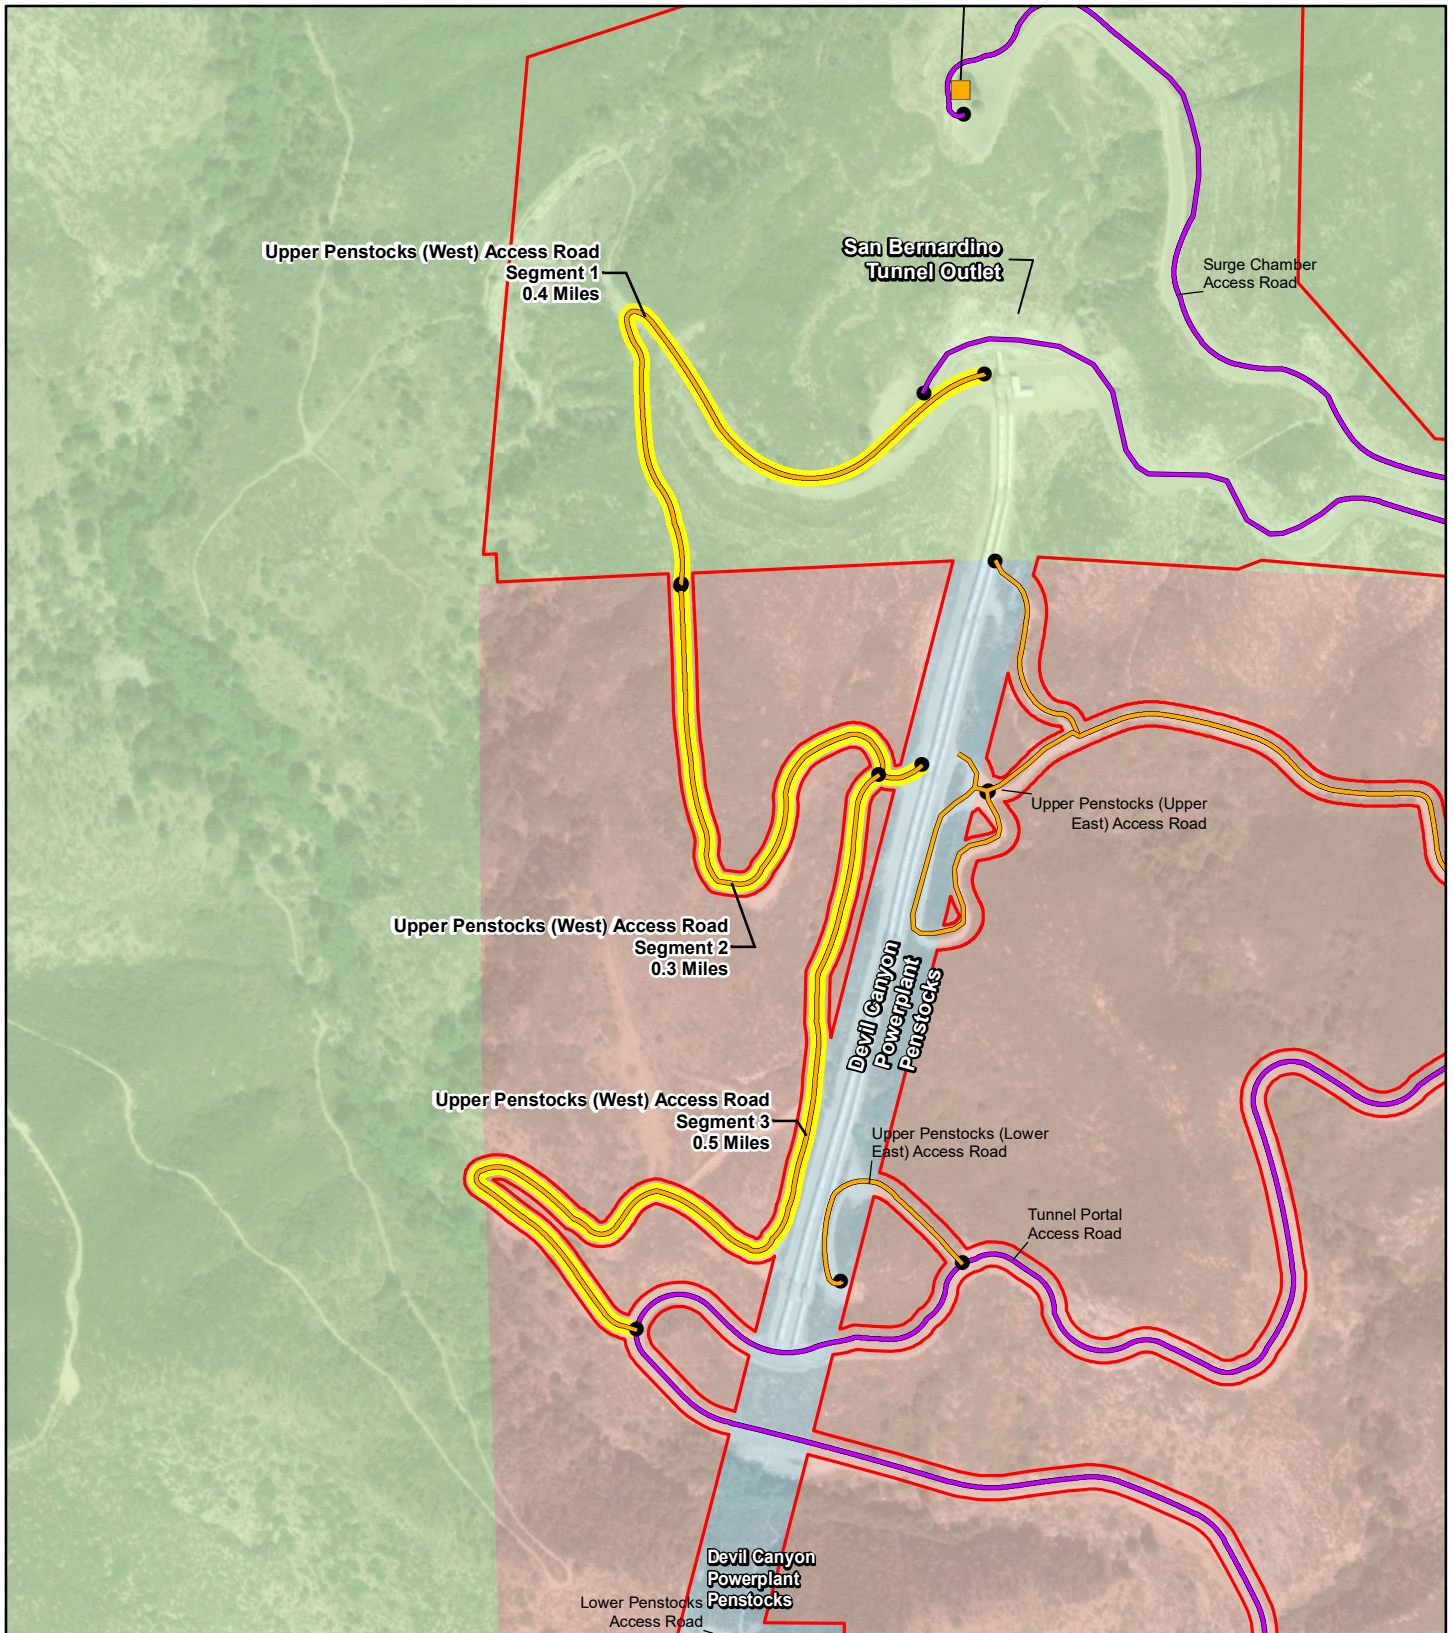 Upper Penstocks (West) Access Road
Segment 1
0.4 Miles
San Bernardino
Tunnel Outlet
Surge Chamber
Access Road
Upper Penstocks (Upper
East) Access Road
Upper Penstocks (West) Access Road
Segment 2
0.3 Miles
Devil Canyon
Powerplant
Penstocks
Upper Penstocks (West) Access Road
Segment 3
0.5 Miles
Upper Penstocks (Lower
East) Access Road
Tunnel Portal
Access Road
Devil Canyon
Powerplant
Penstocks
Lower Penstocks
Access Road